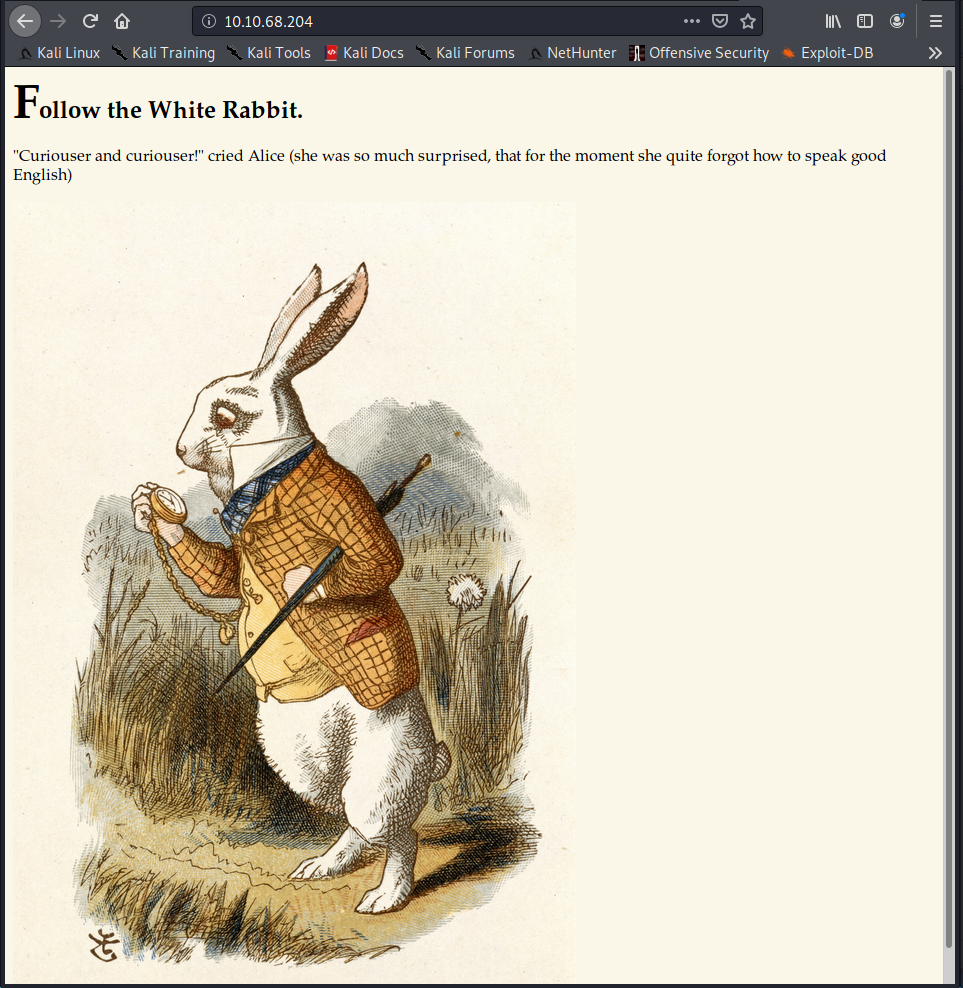 10.10.68.204
Kali Linux Kali Training Kali Tools Kali Docs Kali Forums NetHunter Offensive Security Exploit-DB
Follow the White Rabbit.
"Curiouser and curiouser!" cried Alice (she was so much surprised, that for the moment she quite forgot how to speak good
English)